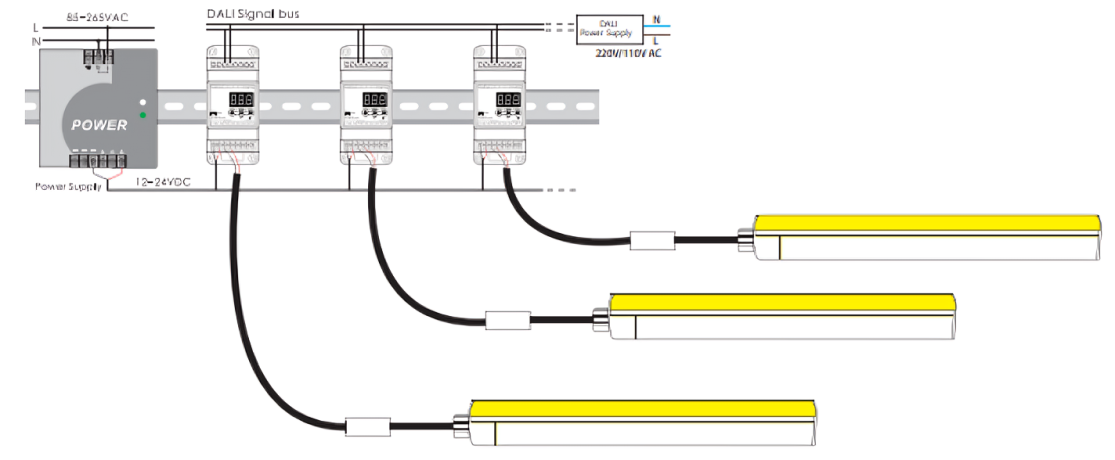 85-265VAC
L
N
DALI Signal bus
DALI
Power Supply
N
L
220V/110V AC
POWER
Power Supply
12-24VDC